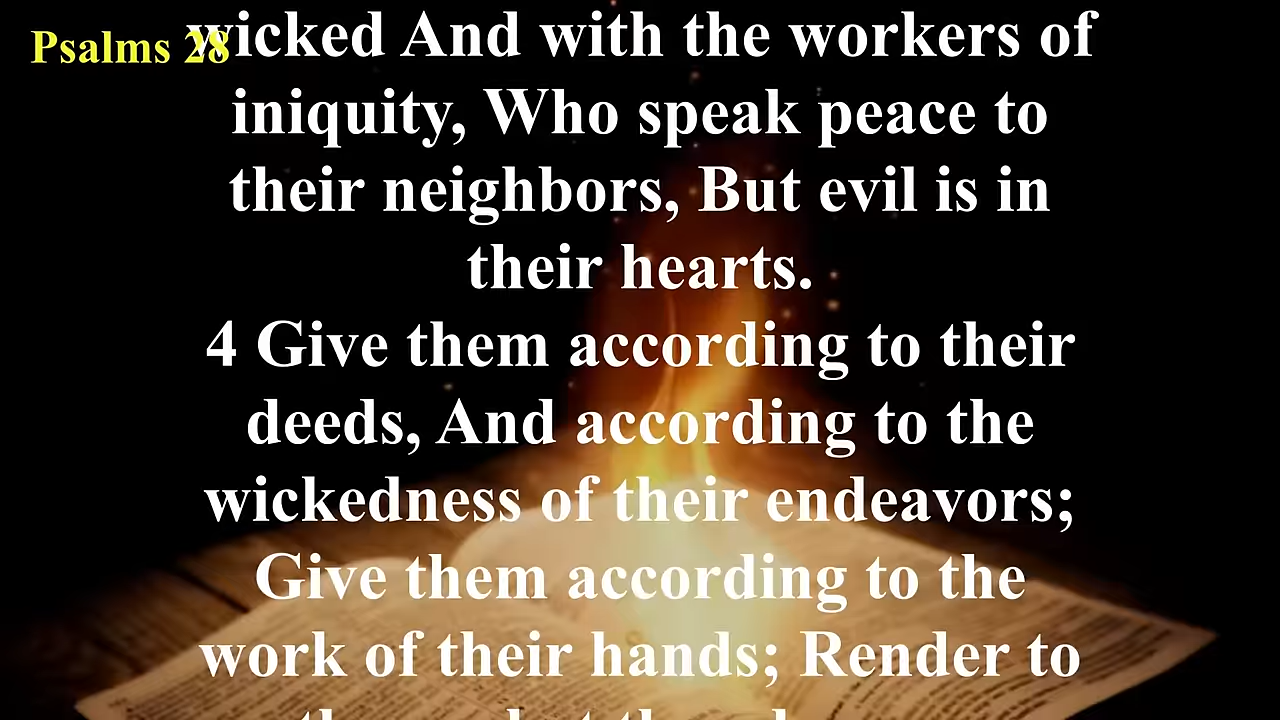 Psalms 28
wicked And with the workers of
iniquity, Who speak peace to
their neighbors, But evil is in
their hearts.
4 Give them according to their
deeds, And according to the
wickedness of their endeavors;
Give them according to the
work of their hands; Render to